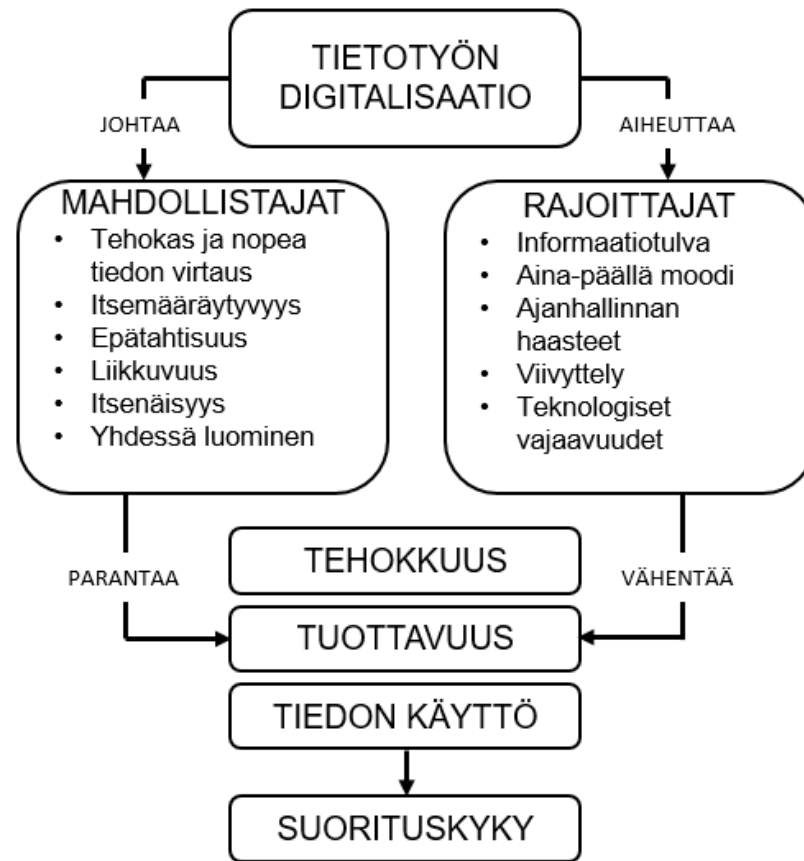 TIETOTYÖN
DIGITALISAATIO
JOHTAA
AIHEUTTAA
MAHDOLLISTAJAT
• Tehokas ja nopea
tiedon virtaus
• Itsemääräytyvyys
• Epätahtisuus
• Liikkuvuus
• Itsenäisyys
• Yhdessä luominen
RAJOITTAJAT
• Informaatiotulva
• Aina-päällä moodi
• Ajanhallinnan
haasteet
• Viivyttely
• Teknologiset
vajaavuudet
PARANTAA
VÄHENTÄÄ
TEHOKKUUS
TUOTTAVUUS
TIEDON KÄYTTÖ
SUORITUSKYKY